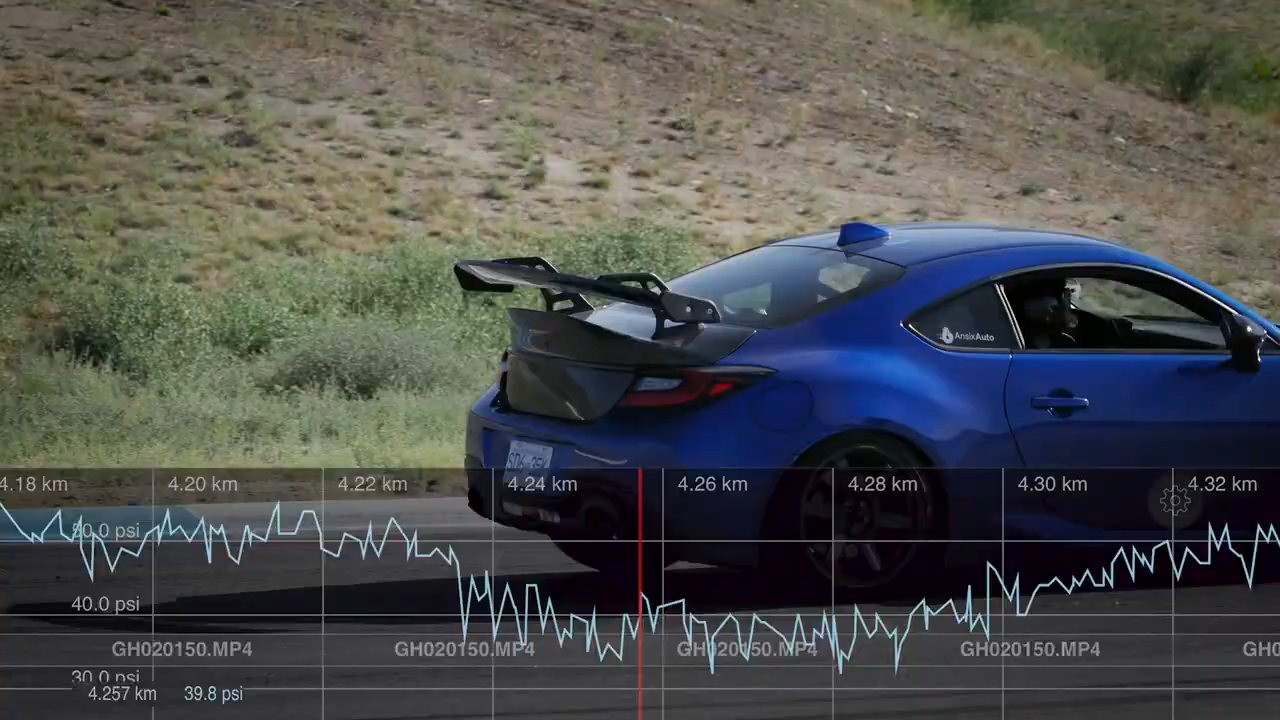 AnsixAuto
4.18 km 4.20 km 4.22 km 4.24 km 4.26 km 4.28 km 4.30 km 4.32 km
50.0 psi
40.0 psi
GH020150.MP4 GH020150.MP4 GH020150.MP4 GH020150.MP4 GH0
30.0 psi
4.257 km 39.8 psi